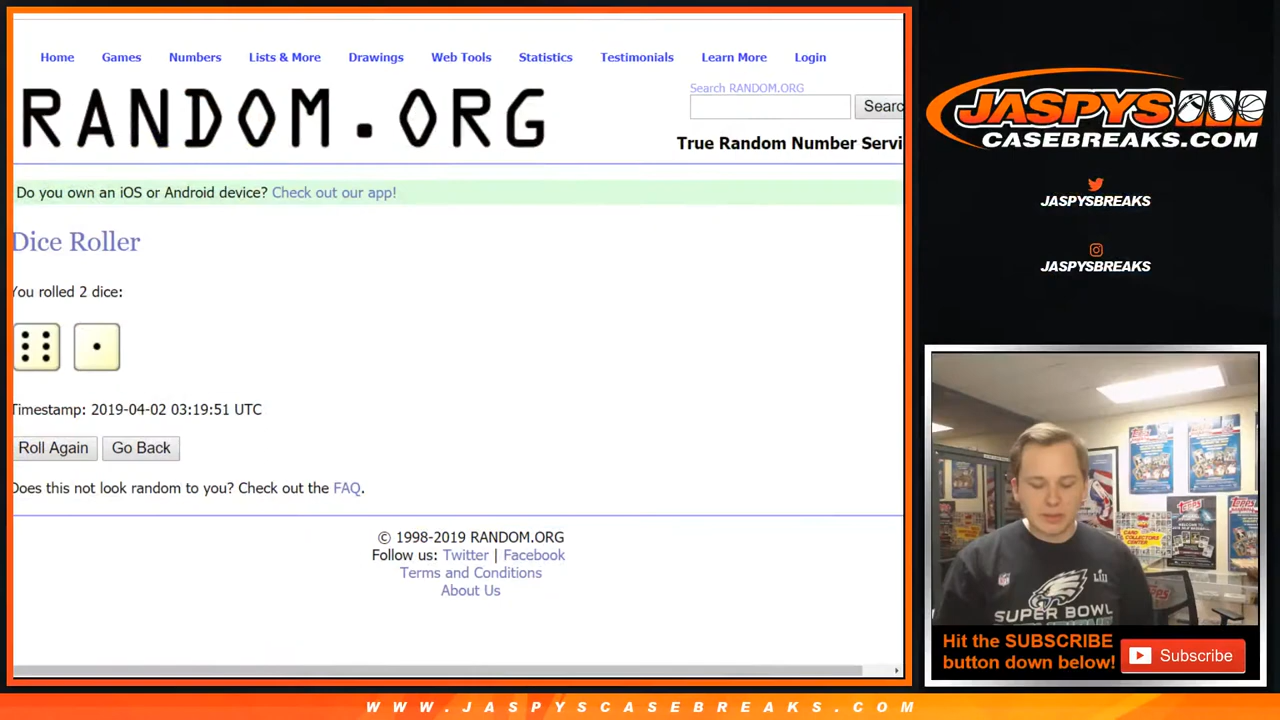 Home Games Numbers Lists & More Drawings Web Tools Statistics Testimonials Learn More Login
RANDOM.ORG
Search RANDOM.ORG
Searc
True Random Number Servi
Do you own an iOS or Android device? Check out our app!
Dice Roller
You rolled 2 dice:
Timestamp: 2019-04-02 03:19:51 UTC
Roll Again Go Back
Does this not look random to you? Check out the FAQ.
© 1998-2019 RANDOM.ORG
Follow us: Twitter | Facebook
Terms and Conditions
About Us
JASPYS
CASEBREAKS.COM
JASPYSBREAKS
JASPYSBREAKS
LII
SUPER BOWL
Hit the SUBSCRIBE
button down below!
Subscribe
WWW.JASPYSCASEBREAKS.COM